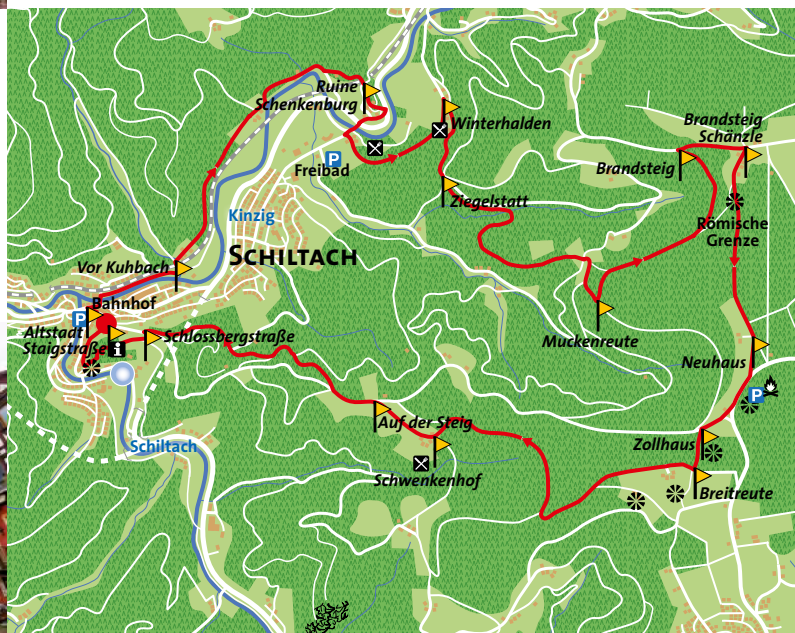 Ruine
Schenkenburg
Winterhalden
Brandsteig
Schänzle
Brandsteig
P
Freibad
Ziegelstatt
Kinzig
Römische
Grenze
SCHILTACH
Vor Kuhbach
Bahnhof
P
Altstadt
Staigstraße
i
Schlossbergstraße
Muckenreute
Neuhaus
P
Auf der Steig
Zollhaus
Schiltach
Schwenkenhof
Breitreute